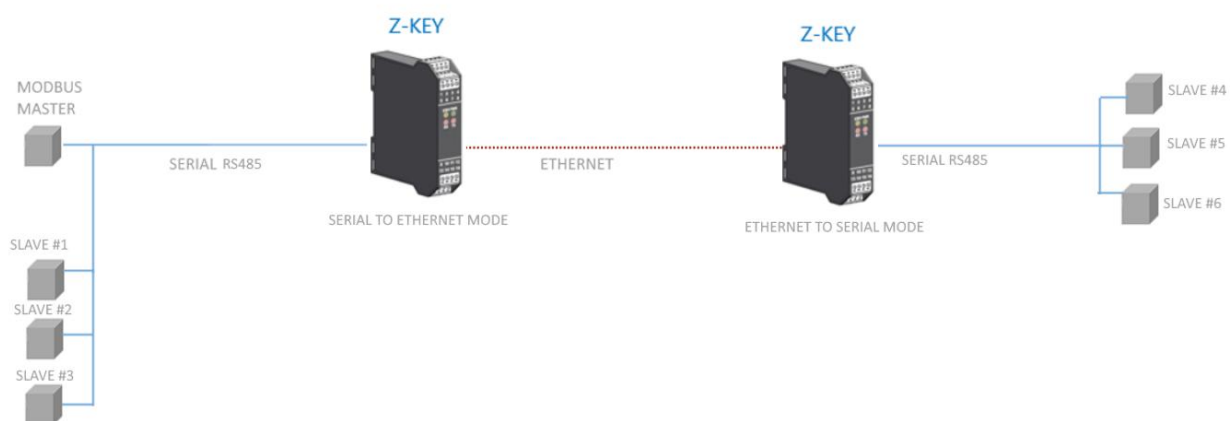 Z-KEY
Z-KEY
MODBUS
MASTER
SERIAL RS485
ETHERNET
SERIAL RS485
SLAVE #4
SLAVE #5
SLAVE #6
SERIAL TO ETHERNET MODE
ETHERNET TO SERIAL MODE
SLAVE #1
SLAVE #2
SLAVE #3